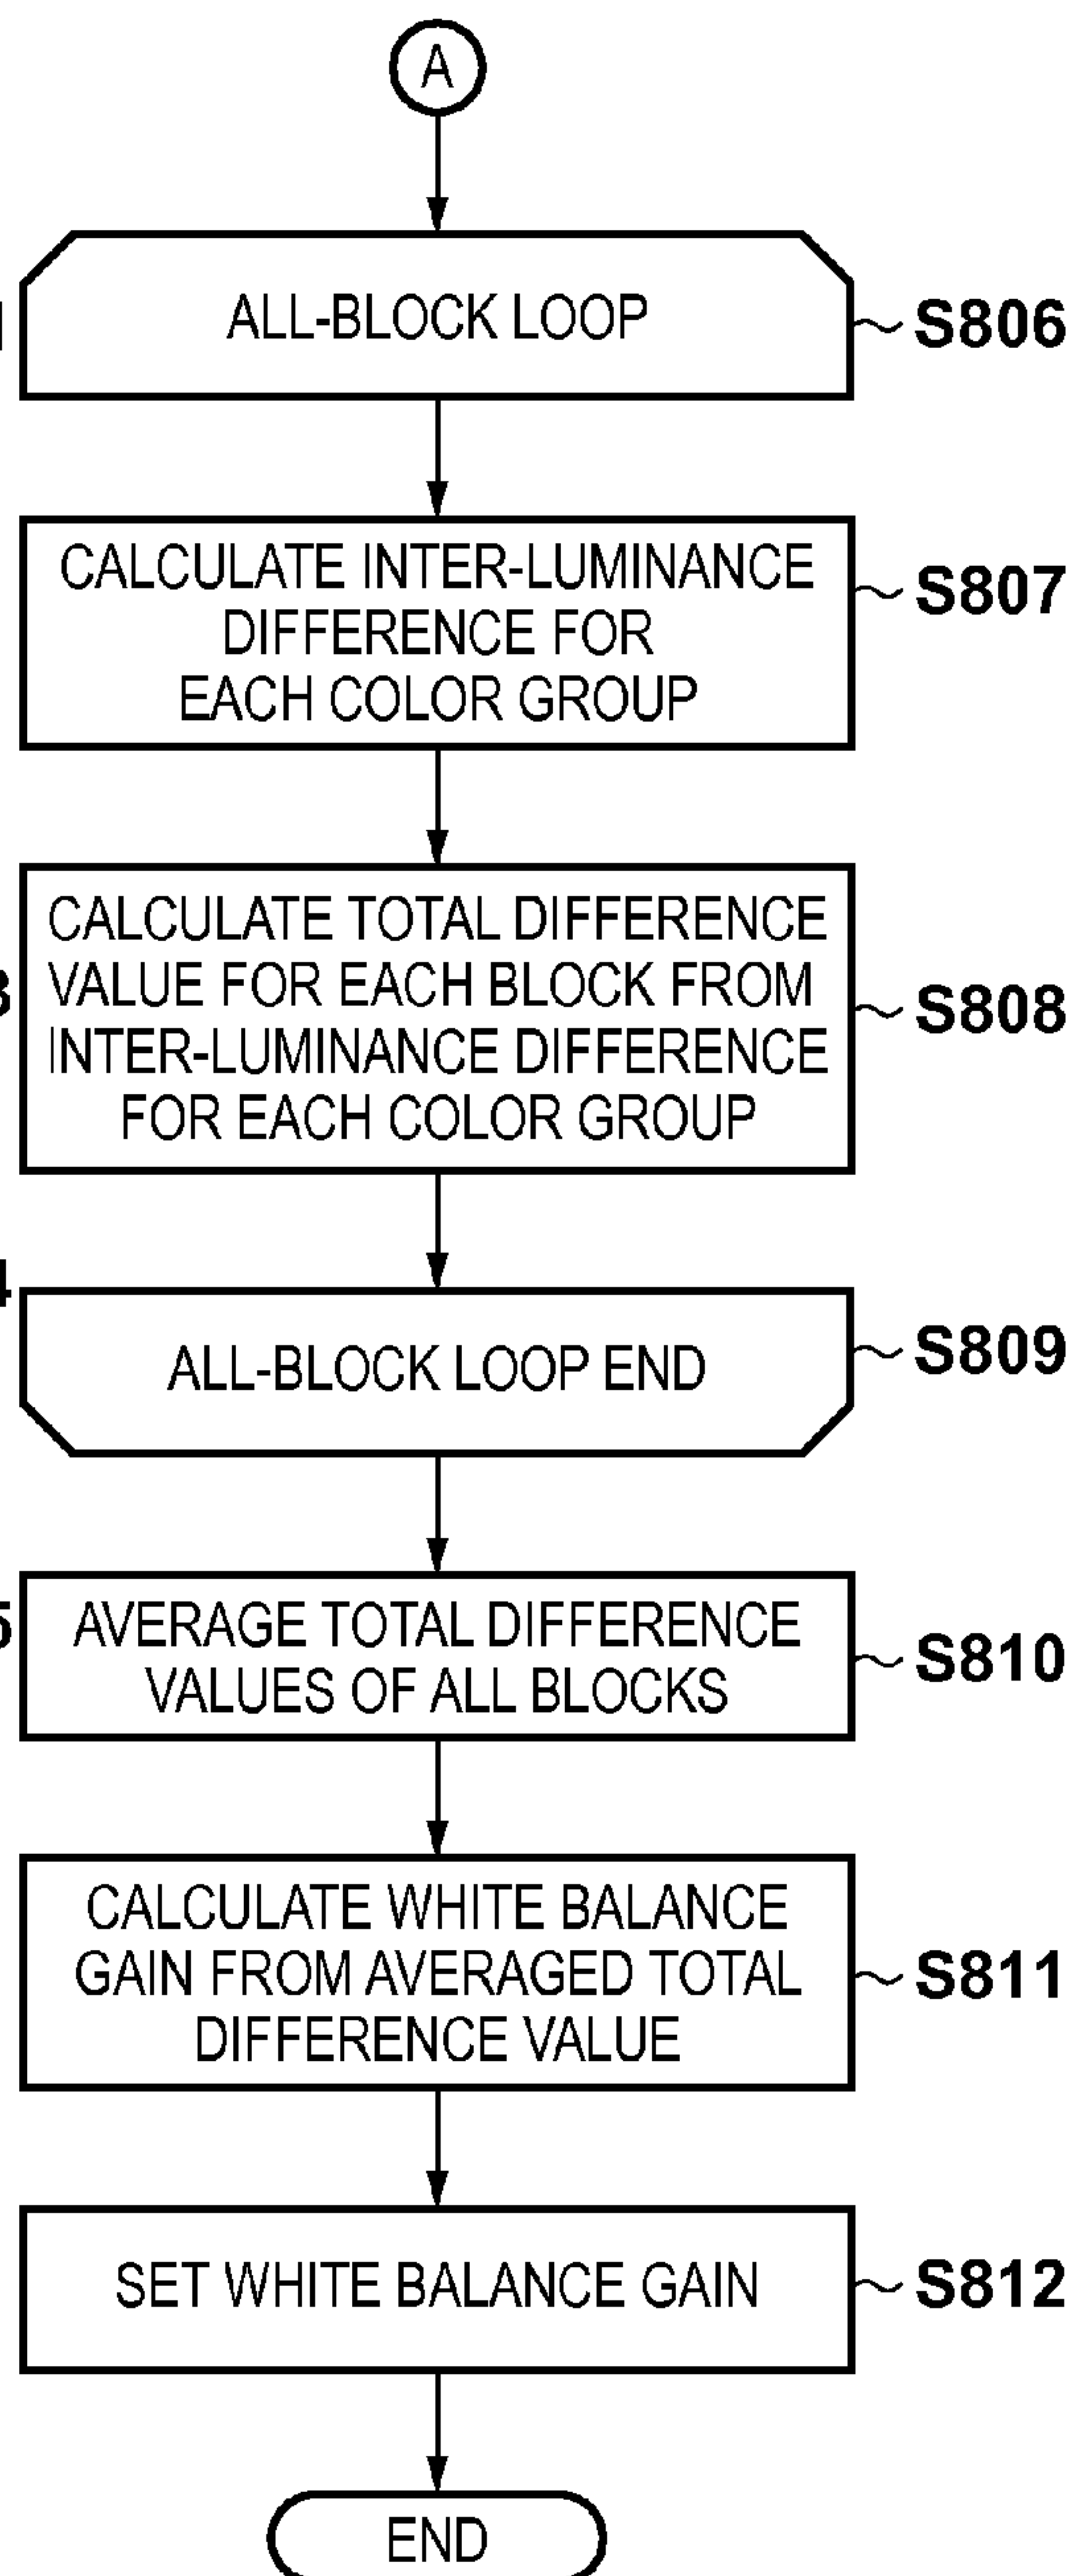 A
ALL-BLOCK LOOP
S806
CALCULATE INTER-LUMINANCE
DIFFERENCE FOR
EACH COLOR GROUP
S807
CALCULATE TOTAL DIFFERENCE
VALUE FOR EACH BLOCK FROM
INTER-LUMINANCE DIFFERENCE
FOR EACH COLOR GROUP
S808
ALL-BLOCK LOOP END
S809
AVERAGE TOTAL DIFFERENCE
VALUES OF ALL BLOCKS
S810
CALCULATE WHITE BALANCE
GAIN FROM AVERAGED TOTAL
DIFFERENCE VALUE
S811
SET WHITE BALANCE GAIN
S812
END